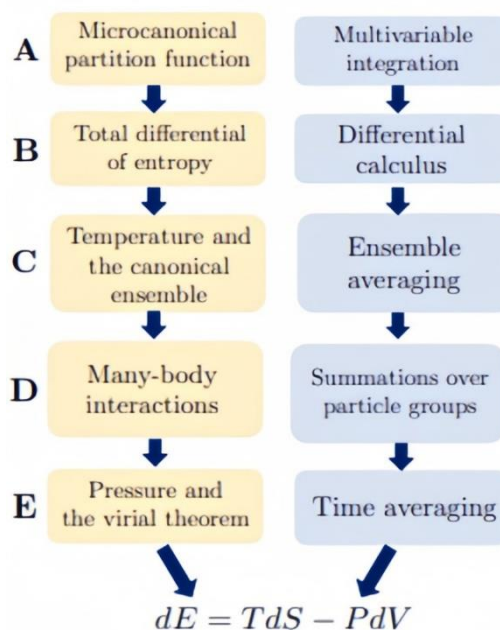 A
Microcanonical
partition function
Multivariable
integration
B
Total differential
of entropy
Differential
calculus
C
Temperature and
the canonical
ensemble
Ensemble
averaging
D
Many-body
interactions
Summations over
particle groups
E
Pressure and
the virial theorem
Time averaging
dE = TdS − PdV